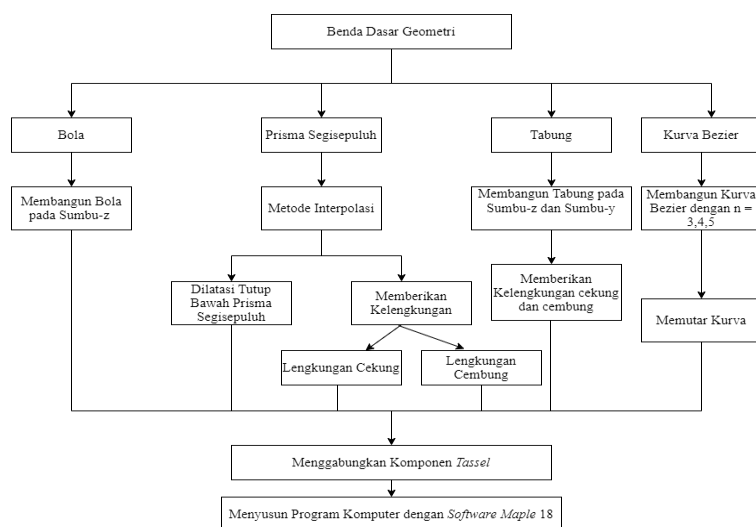 Benda Dasar Geometri
Bola
Prisma Segisepuluh
Tabung
Kurva Bezier
Membangun Bola
pada Sumbu-z
Metode Interpolasi
Membangun Tabung pada
Sumbu-z dan Sumbu-y
Membangun Kurva
Bezier dengan n =
3,4,5
Dilatasi Tutup
Bawah Prisma
Segisepuluh
Memberikan
Kelengkungan
Memberikan
Kelengkungan cekung
dan cembung
Memutar Kurva
Lengkungan Cekung
Lengkungan
Cembung
Menggabungkan Komponen Tassel
Menyusun Program Komputer dengan Software Maple 18